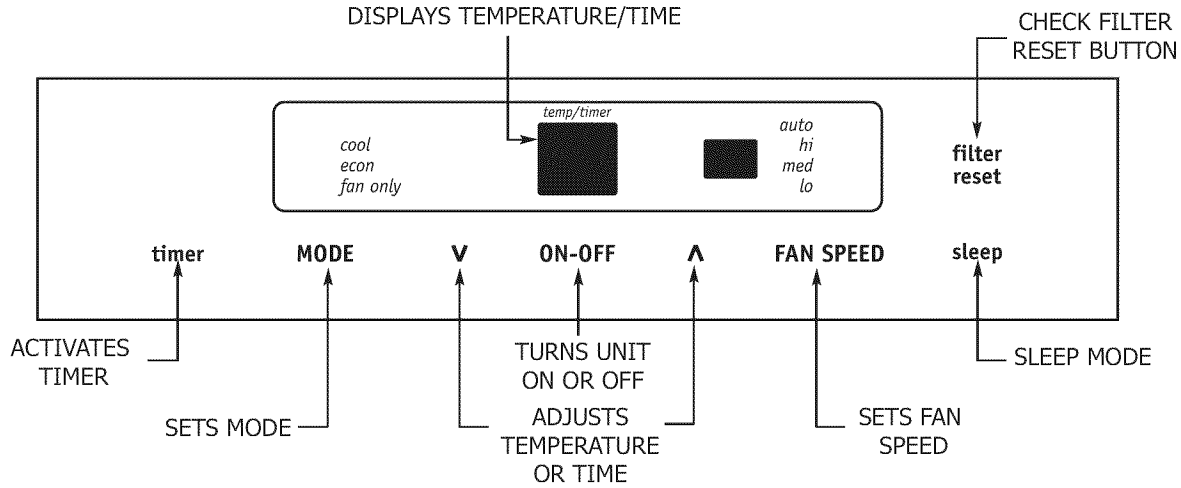 DISPLAYS TEMPERATURE/TIME
CHECK FILTER
RESET BUTTON
temp/timer
cool
econ
fan only
auto
hi
med
lo
filter
reset
timer
MODE
V
ON-OFF
Λ
FAN SPEED
sleep
ACTIVATES
TIMER
SETS MODE
TURNS UNIT
ON OR OFF
ADJUSTS
TEMPERATURE
OR TIME
SETS FAN
SPEED
SLEEP MODE